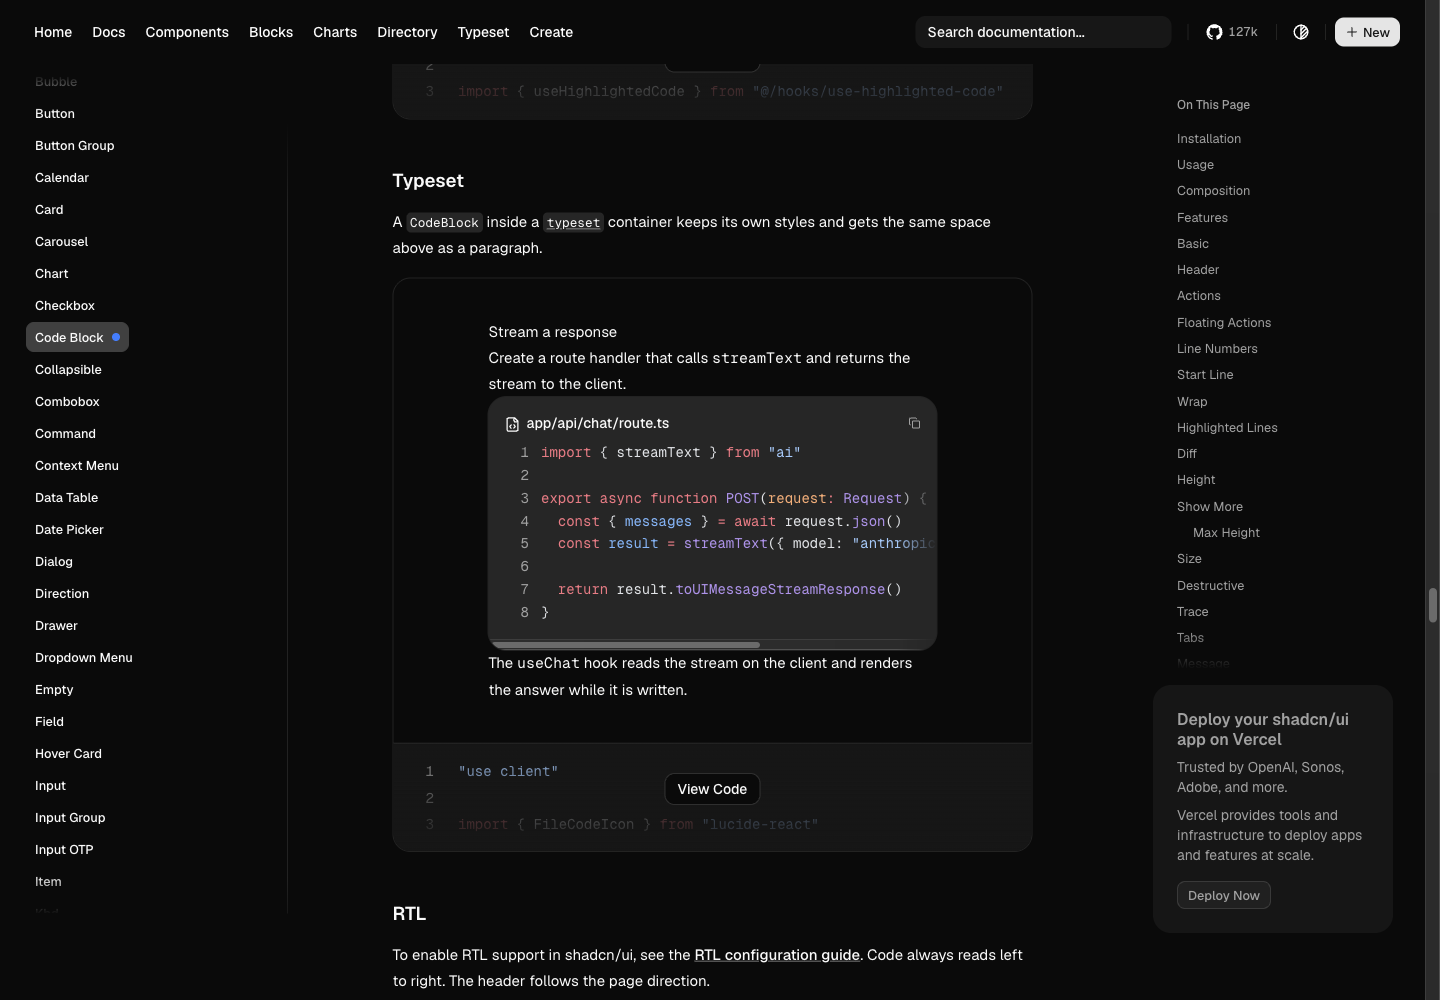 Home Docs Components Blocks Charts Directory Typeset Create
Search documentation...
127k
New
Bubble
Button
Button Group
Calendar
Card
Carousel
Chart
Checkbox
Code Block
Collapsible
Combobox
Command
Context Menu
Data Table
Date Picker
Dialog
Direction
Drawer
Dropdown Menu
Empty
Field
Hover Card
Input
Input Group
Input OTP
Item
2
3 import { useHighlightedCode } from "@/hooks/use-highlighted-code"
Typeset
A CodeBlock inside a typeset container keeps its own styles and gets the same space
above as a paragraph.
Stream a response
Create a route handler that calls streamText and returns the
stream to the client.
app/api/chat/route.ts
1 import { streamText } from "ai"
2
3 export async function POST(request: Request) {
4 const { messages } = await request.json()
5 const result = streamText({ model: "anthropic
6
7 return result.toUIMessageStreamResponse()
8 }
The useChat hook reads the stream on the client and renders
the answer while it is written.
1 "use client"
2
View Code
3 import { FileCodeIcon } from "lucide-react"
RTL
To enable RTL support in shadcn/ui, see the RTL configuration guide. Code always reads left
to right. The header follows the page direction.
On This Page
Installation
Usage
Composition
Features
Basic
Header
Actions
Floating Actions
Line Numbers
Start Line
Wrap
Highlighted Lines
Diff
Height
Show More
Max Height
Size
Destructive
Trace
Tabs
Message
Deploy your shadcn/ui
app on Vercel
Trusted by OpenAI, Sonos,
Adobe, and more.
Vercel provides tools and
infrastructure to deploy apps
and features at scale.
Deploy Now